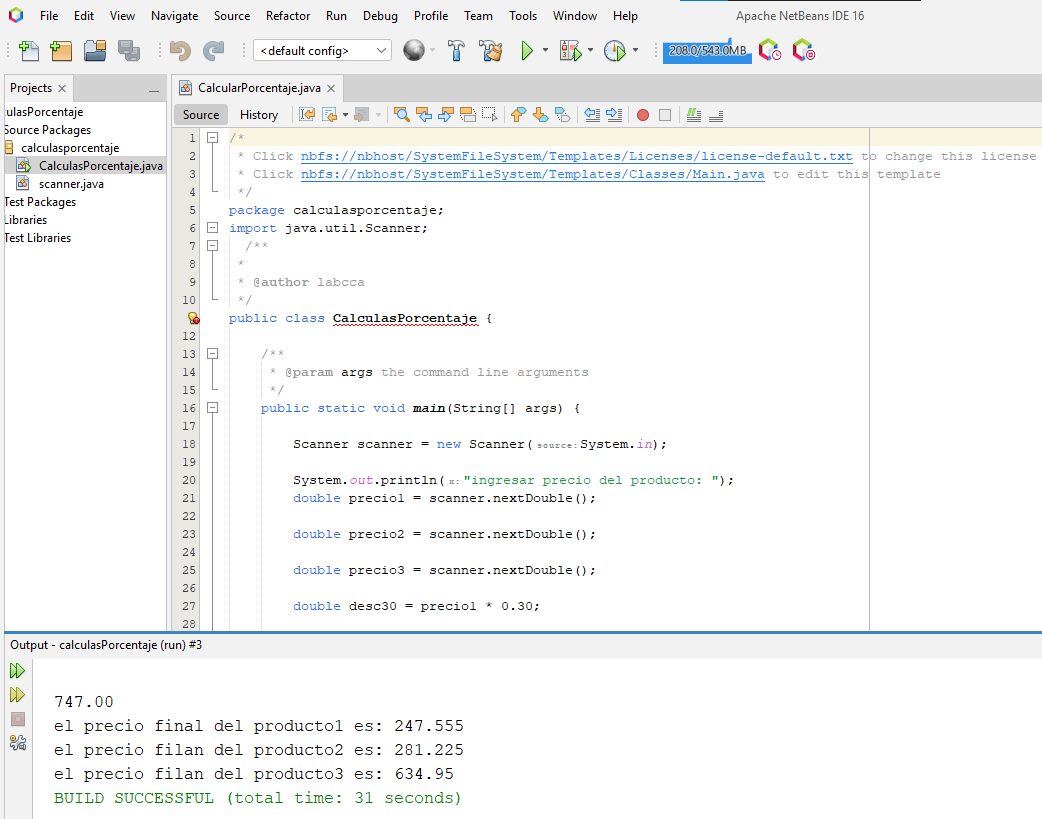 File Edit View Navigate Source Refactor Run Debug Profile Team Tools Window Help Apache NetBeans IDE 16
<default config> 208.0/543.0MB
Projects
CalcularPorcentaje.java
Source History
culasPorcentaje
Source Packages
calculasporcentaje
CalculasPorcentaje.java
scanner.java
Test Packages
Libraries
Test Libraries
1 /*
2 * Click nbfs://nbhost/SystemFileSystem/Templates/Licenses/license-default.txt to change this license
3 * Click nbfs://nbhost/SystemFileSystem/Templates/Classes/Main.java to edit this template
4 */
5 package calculasporcentaje;
6 import java.util.Scanner;
7 /**
8 *
9 * @author labcca
10 */
public class CalculasPorcentaje {
12
13 /**
14 * @param args the command line arguments
15 */
16 public static void main(String[] args) {
17
18 Scanner scanner = new Scanner(source:System.in);
19
20 System.out.println(x:"ingresar precio del producto: ");
21 double precio1 = scanner.nextDouble();
22
23 double precio2 = scanner.nextDouble();
24
25 double precio3 = scanner.nextDouble();
26
27 double desc30 = precio1 * 0.30;
28
Output - calculasPorcentaje (run) #3
747.00
el precio final del producto1 es: 247.555
el precio filan del producto2 es: 281.225
el precio filan del producto3 es: 634.95
BUILD SUCCESSFUL (total time: 31 seconds)